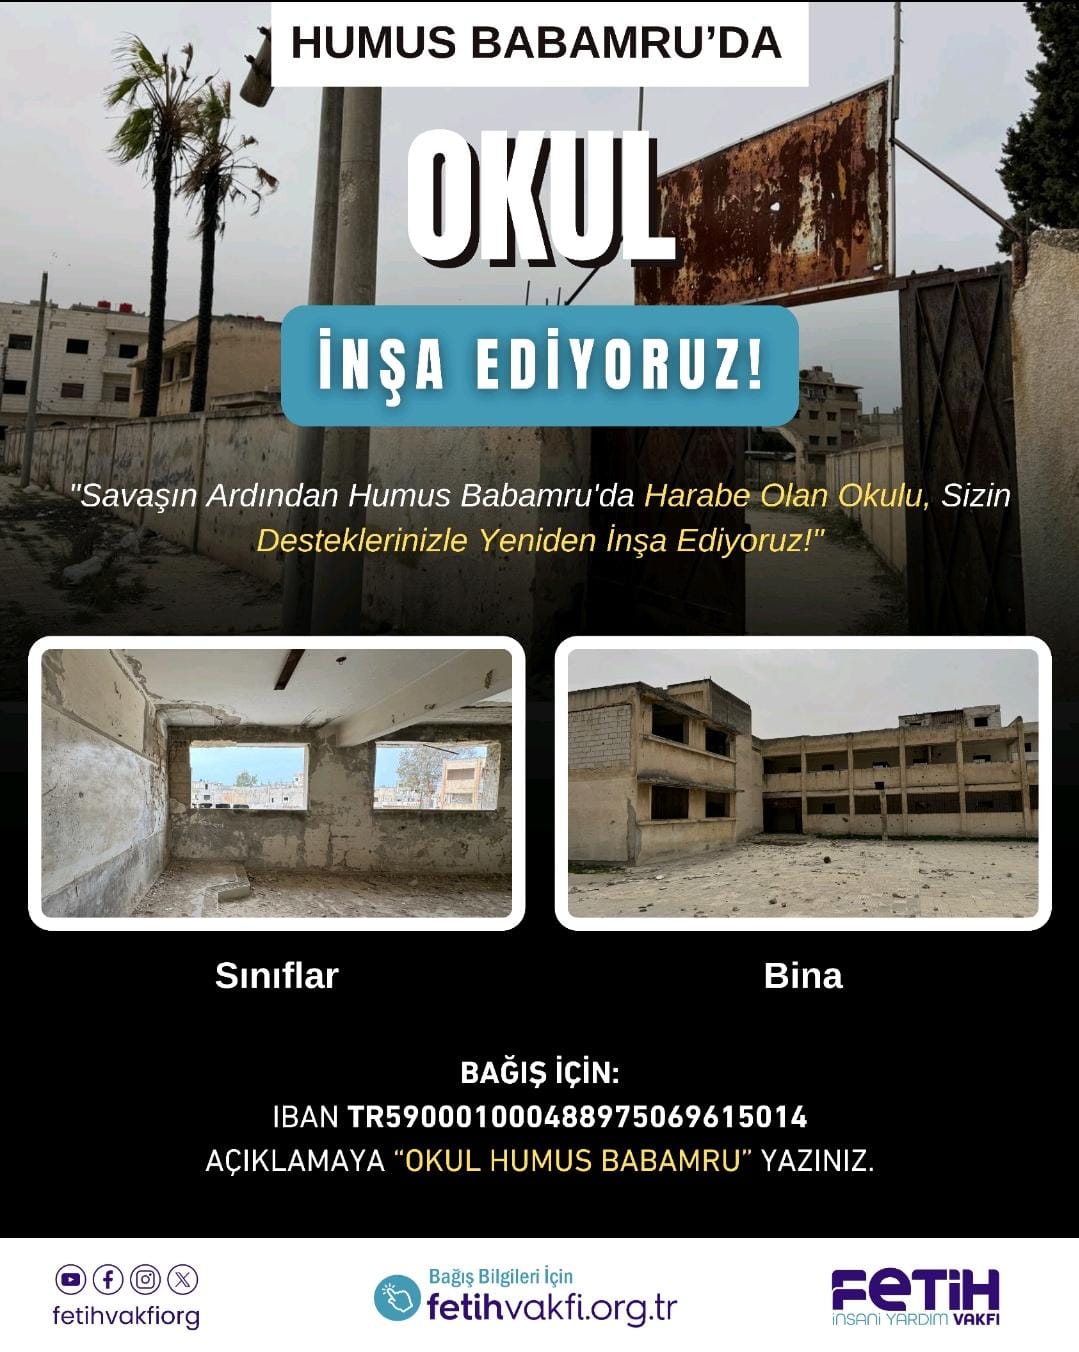 HUMUS BABAMRU’DA
OKUL
İNŞA EDİYORUZ!
"Savaşın Ardından Humus Babamru'da Harabe Olan Okulu, Sizin
Desteklerinizle Yeniden İnşa Ediyoruz!"
Sınıflar
Bina
BAĞIŞ İÇİN:
IBAN TR590001000488975069615014
AÇIKLAMAYA “OKUL HUMUS BABAMRU” YAZINIZ.
fetihvakfiorg
Bağış Bilgileri İçin
fetihvakfi.org.tr
FETİH
İNSANİ YARDIM VAKFI